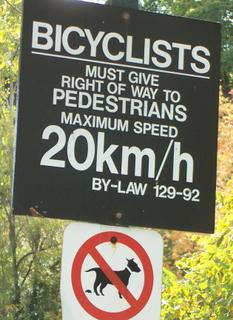 BICYCLISTS
MUST GIVE
RIGHT OF WAY TO
PEDESTRIANS
MAXIMUM SPEED
20km/h
BY-LAW 129-92